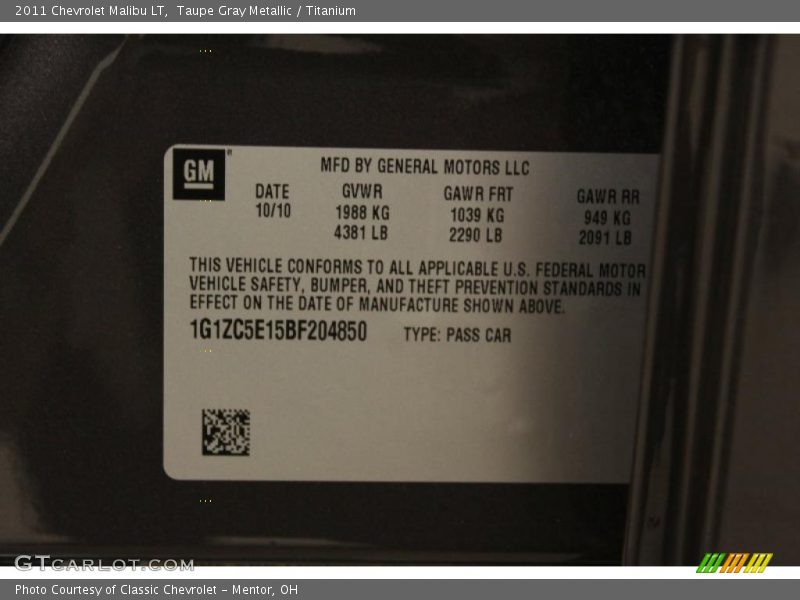 2011 Chevrolet Malibu LT, Taupe Gray Metallic / Titanium
GM
MFD BY GENERAL MOTORS LLC
DATE GVWR GAWR FRT GAWR RR
10/10 1988 KG 1039 KG 949 KG
4381 LB 2290 LB 2091 LB
THIS VEHICLE CONFORMS TO ALL APPLICABLE U.S. FEDERAL MOTOR
VEHICLE SAFETY, BUMPER, AND THEFT PREVENTION STANDARDS IN
EFFECT ON THE DATE OF MANUFACTURE SHOWN ABOVE.
1G1ZC5E15BF204850 TYPE: PASS CAR
GTcarlot.com
Photo Courtesy of Classic Chevrolet - Mentor, OH